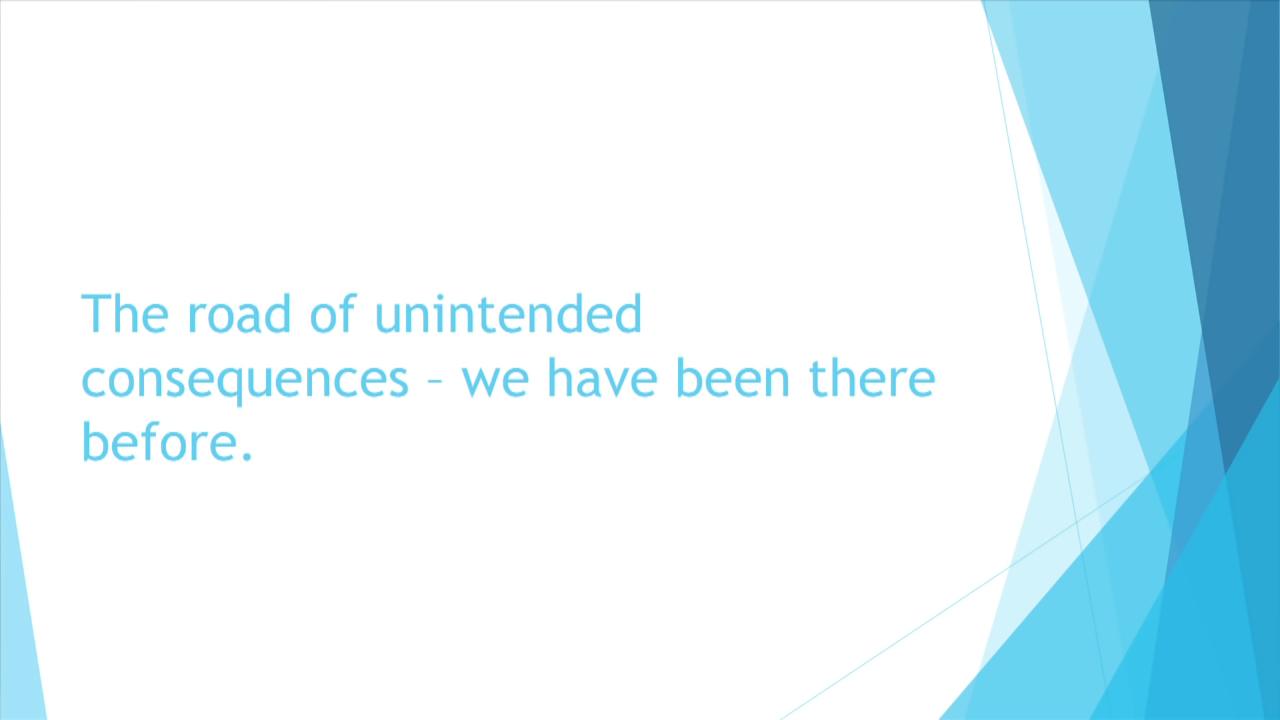 The road of unintended
consequences – we have been there
before.